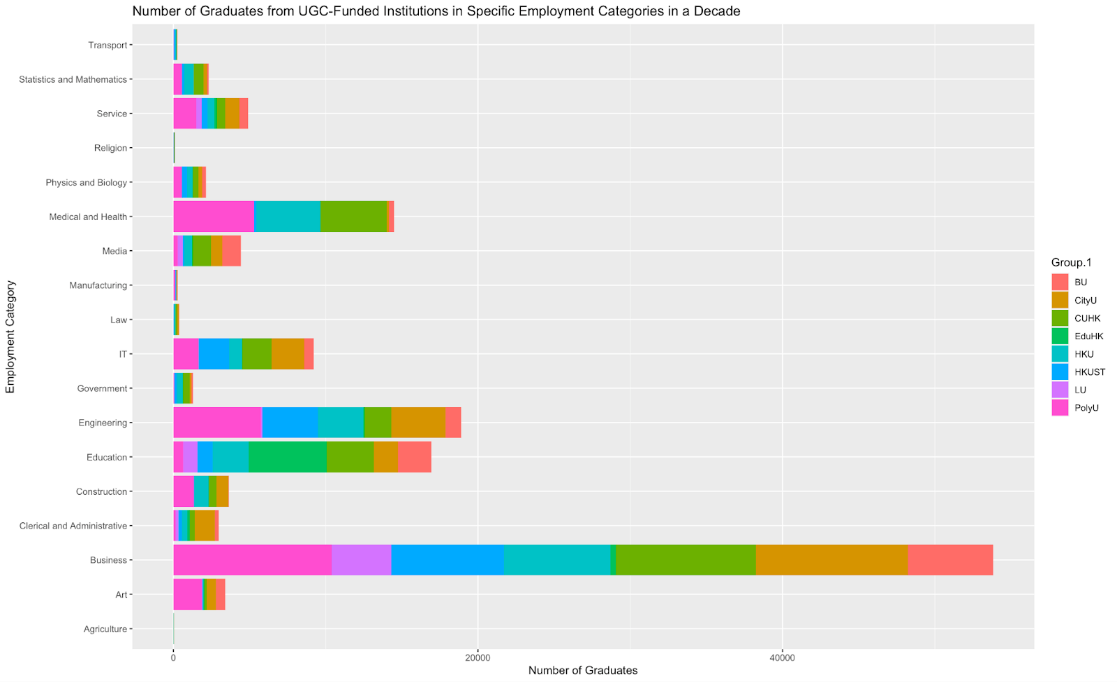 Number of Graduates from UGC-Funded Institutions in Specific Employment Categories in a Decade
Employment Category
Transport
Statistics and Mathematics
Service
Religion
Physics and Biology
Medical and Health
Media
Manufacturing
Law
IT
Government
Engineering
Education
Construction
Clerical and Administrative
Business
Art
Agriculture
0
20000
40000
Number of Graduates
Group.1
BU
CityU
CUHK
EduHK
HKU
HKUST
LU
PolyU